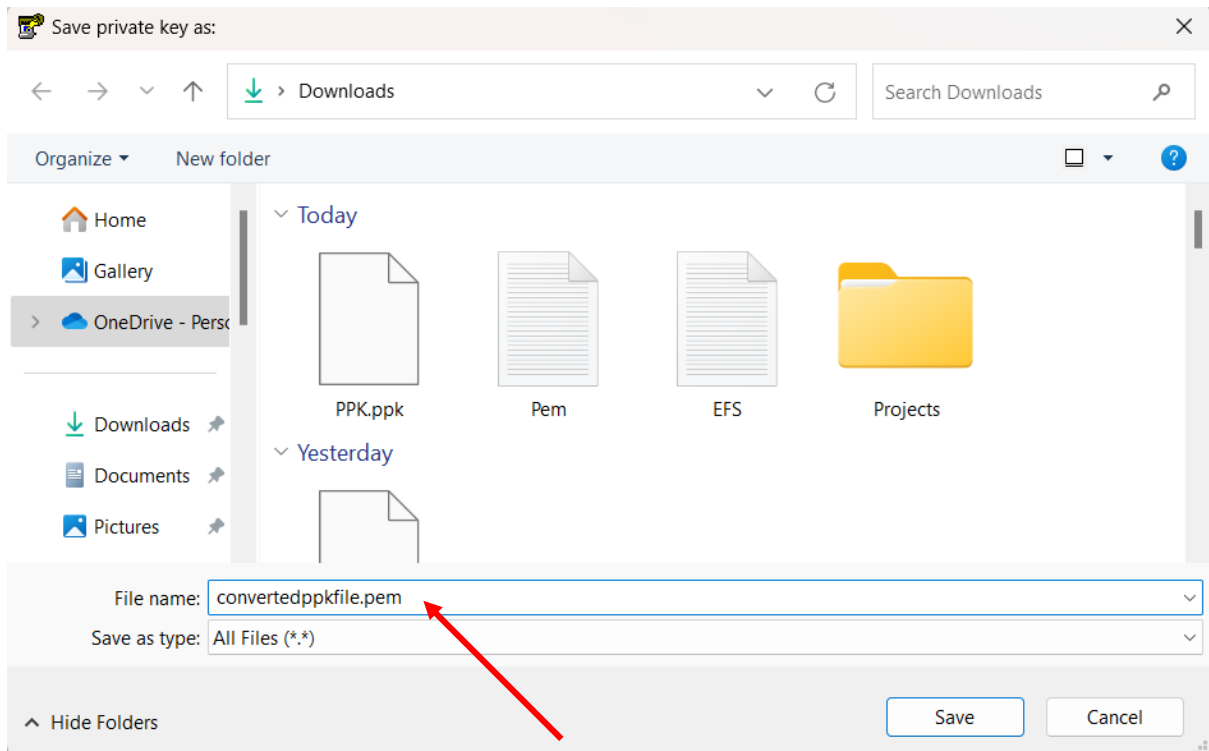 Save private key as:
Downloads
Search Downloads
Organize
New folder
Home
Gallery
OneDrive - Perso
Downloads
Documents
Pictures
Today
PPK.ppk
Pem
EFS
Projects
Yesterday
File name: convertedppkfile.pem
Save as type: All Files (*.*)
Hide Folders
Save
Cancel